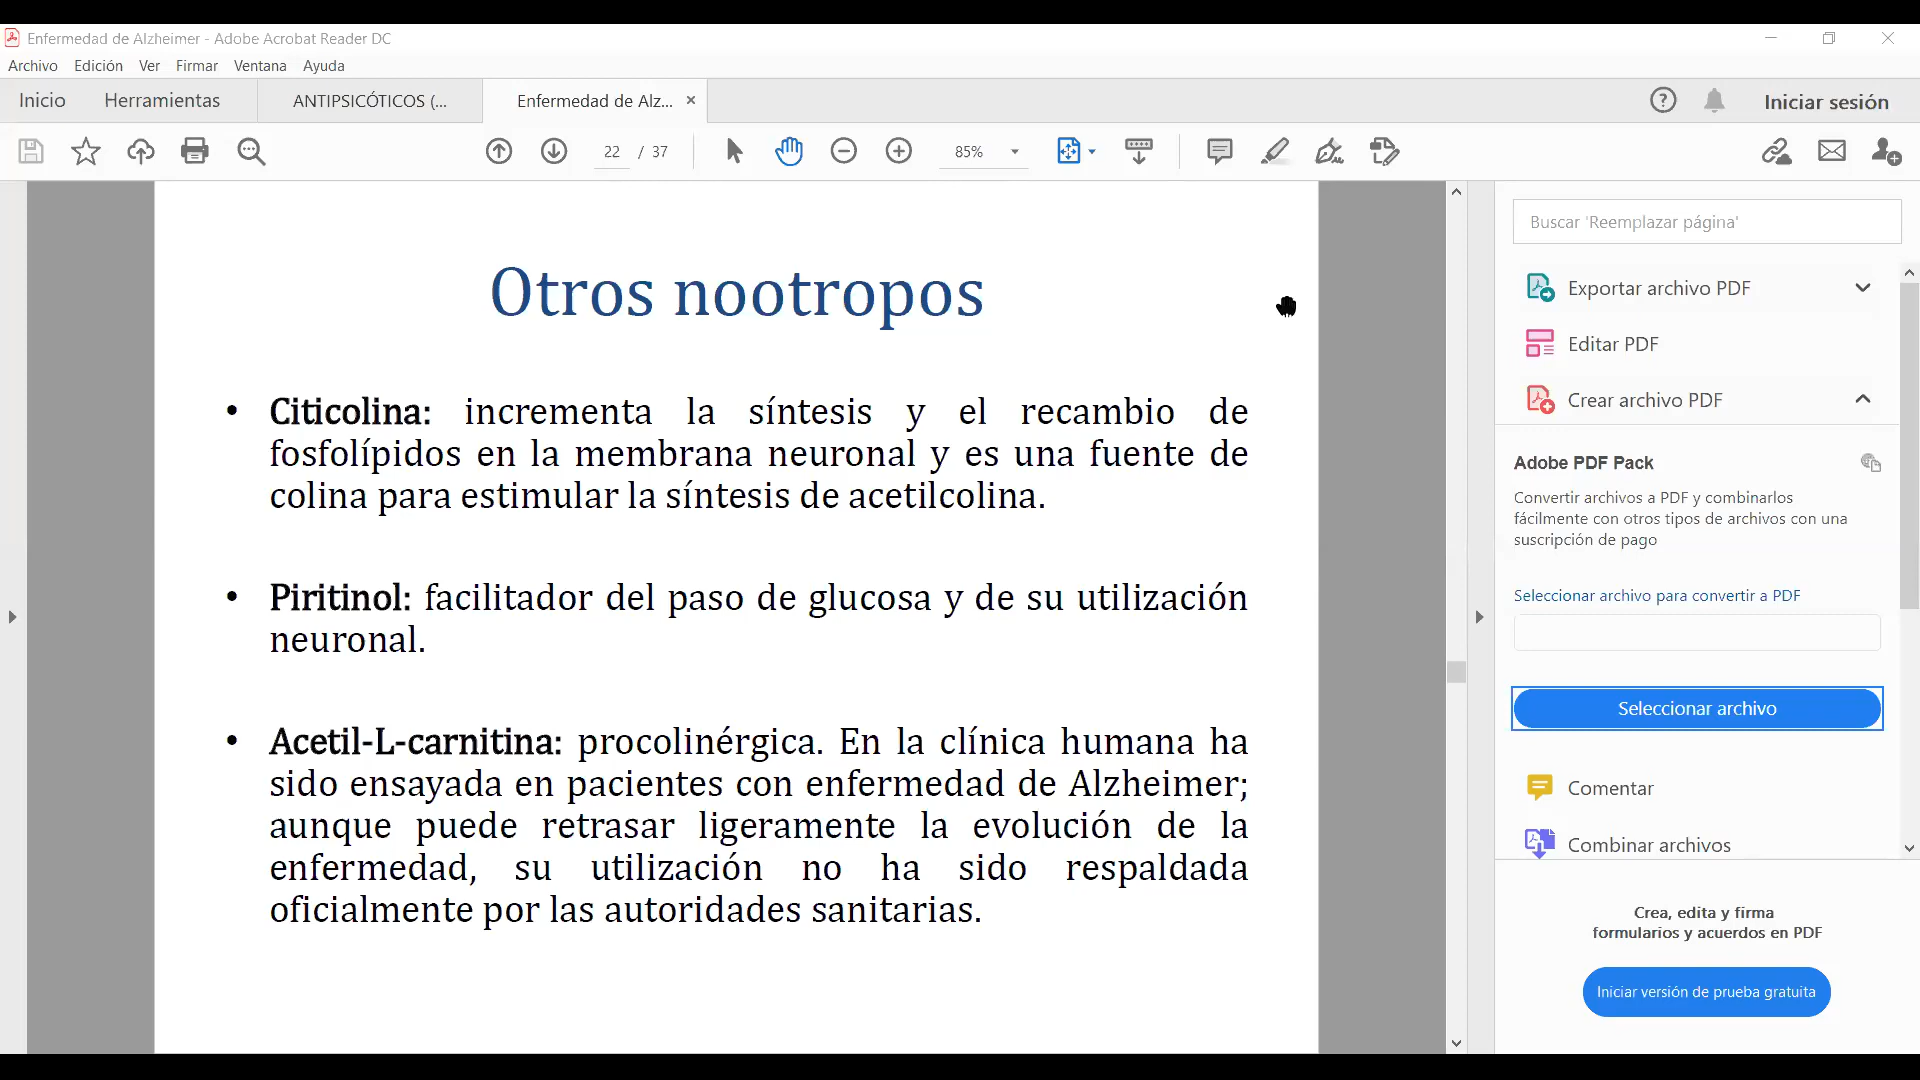 Enfermedad de Alzheimer - Adobe Acrobat Reader DC
Archivo Edición Ver Firmar Ventana Ayuda
Inicio Herramientas ANTIPSICÓTICOS (... Enfermedad de Alz... × Iniciar sesión
22 / 37 85%
Otros nootropos
• Citicolina: incrementa la síntesis y el recambio de
fosfolípidos en la membrana neuronal y es una fuente de
colina para estimular la síntesis de acetilcolina.
• Piritinol: facilitador del paso de glucosa y de su utilización
neuronal.
• Acetil-L-carnitina: procolinérgica. En la clínica humana ha
sido ensayada en pacientes con enfermedad de Alzheimer;
aunque puede retrasar ligeramente la evolución de la
enfermedad, su utilización no ha sido respaldada
oficialmente por las autoridades sanitarias.
Buscar 'Reemplazar página'
Exportar archivo PDF
Editar PDF
Crear archivo PDF
Adobe PDF Pack
Convertir archivos a PDF y combinarlos
fácilmente con otros tipos de archivos con una
suscripción de pago
Seleccionar archivo para convertir a PDF
Seleccionar archivo
Comentar
Combinar archivos
Crea, edita y firma
formularios y acuerdos en PDF
Iniciar versión de prueba gratuita